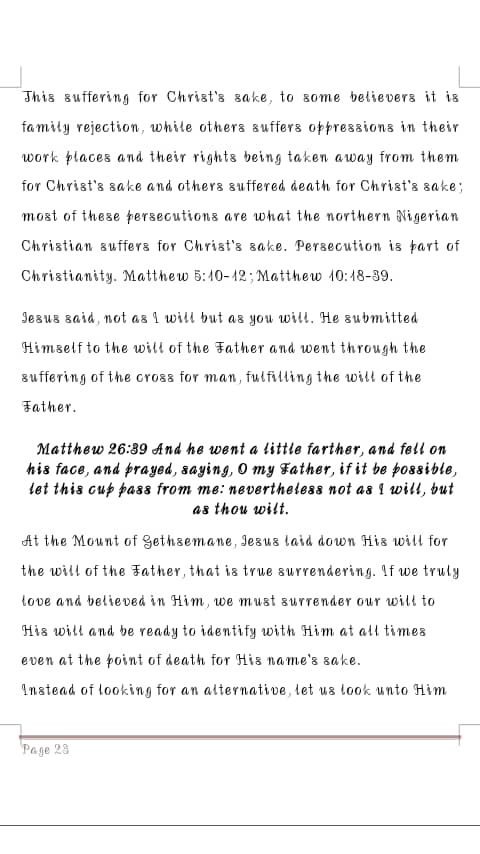 This suffering for Christ's sake, to some believers it is
family rejection, while others suffers oppressions in their
work places and their rights being taken away from them
for Christ's sake and others suffered death for Christ's sake;
most of these persecutions are what the northern Nigerian
Christian suffers for Christ's sake. Persecution is part of
Christianity. Matthew 5:10-12; Matthew 10:18-39.
Jesus said, not as I will but as you will. He submitted
Himself to the will of the Father and went through the
suffering of the cross for man, fulfilling the will of the
Father.
Matthew 26:39 And he went a little farther, and fell on
his face, and prayed, saying, O my Father, if it be possible,
let this cup pass from me: nevertheless not as I will, but
as thou wilt.
At the Mount of Gethsemane, Jesus laid down His will for
the will of the Father, that is true surrendering. If we truly
love and believed in Him, we must surrender our will to
His will and be ready to identify with Him at all times
even at the point of death for His name's sake.
Instead of looking for an alternative, let us look unto Him
Page 23